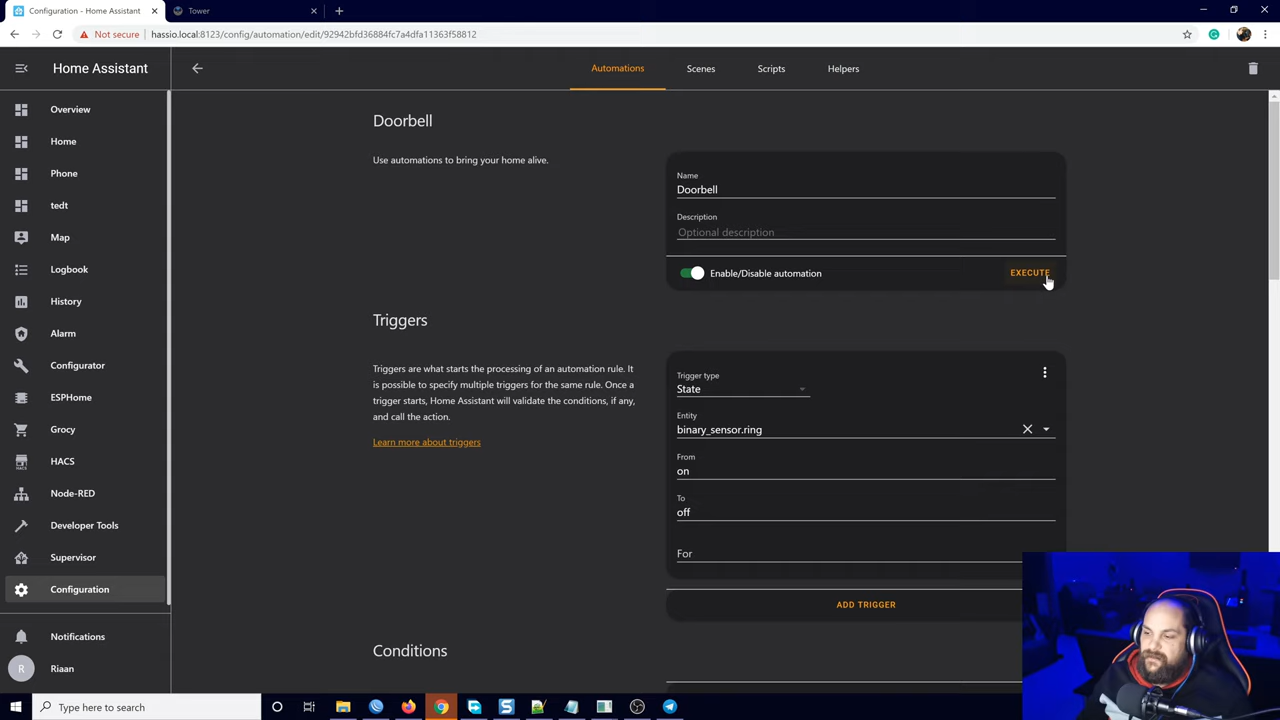 Configuration - Home Assistant
Tower
Not secure
hassio.local:8123/config/automation/edit/92942bfd36884fc7a4dfa11363f58812
Home Assistant
Automations
Scenes
Scripts
Helpers
Overview
Home
Phone
tedt
Map
Logbook
History
Alarm
Configurator
ESPHome
Grocy
HACS
Node-RED
Developer Tools
Supervisor
Configuration
Notifications
R
Riaan
Doorbell
Use automations to bring your home alive.
Name
Doorbell
Description
Optional description
Enable/Disable automation
EXECUTE
Triggers
Triggers are what starts the processing of an automation rule. It
is possible to specify multiple triggers for the same rule. Once a
trigger starts, Home Assistant will validate the conditions, if any,
and call the action.
Learn more about triggers
Trigger type
State
Entity
binary_sensor.ring
From
on
To
off
For
ADD TRIGGER
Conditions
Type here to search